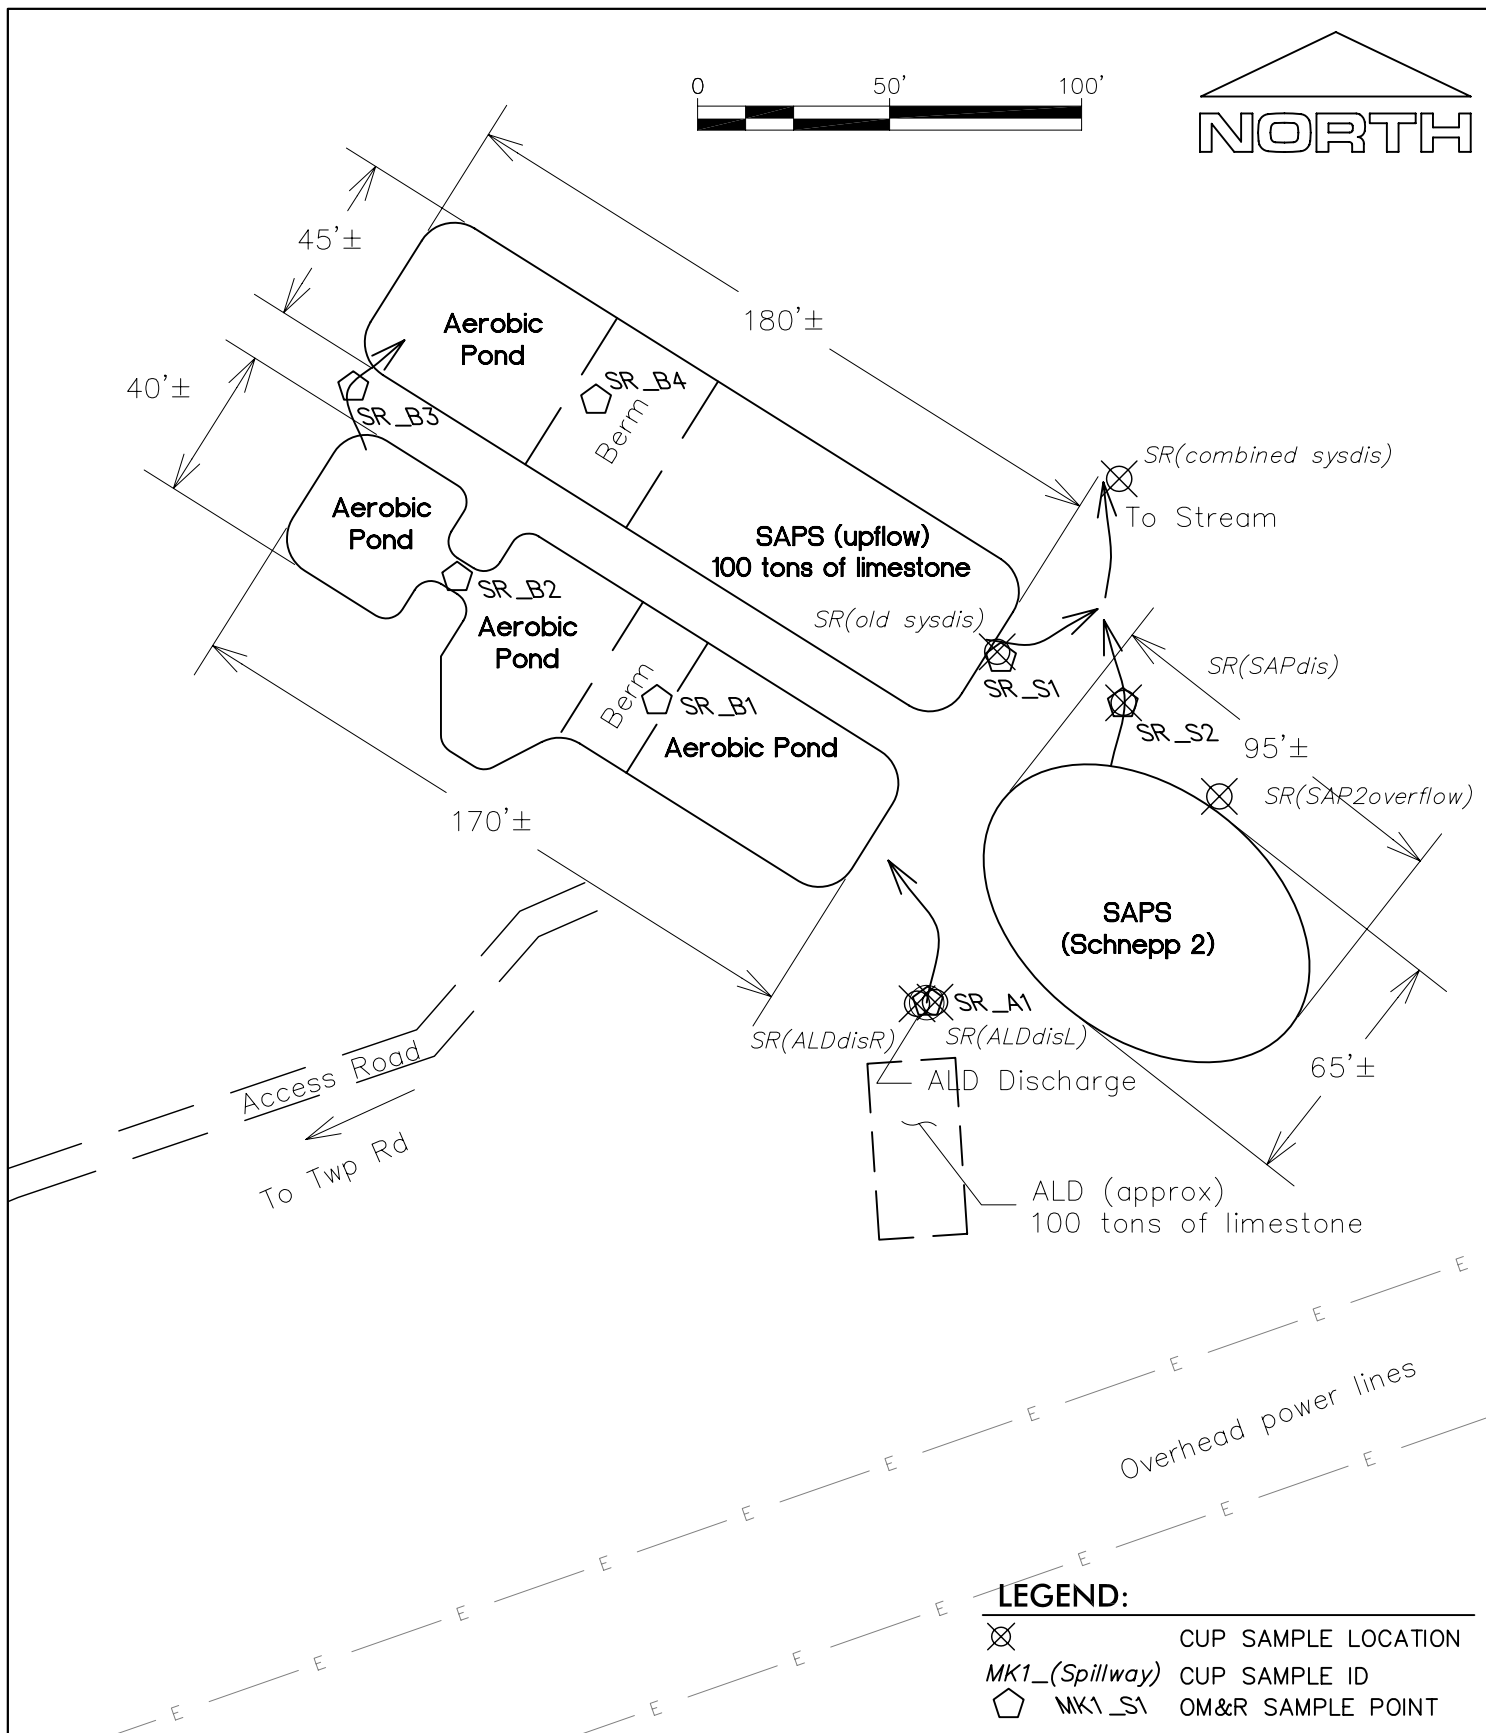 0 50' 100'
NORTH
45'±
180'±
Aerobic
Pond
40'±
SR_B4
Berm
SR_B3
SR(combined sysdis)
To Stream
Aerobic
Pond
SAPS (upflow)
100 tons of limestone
SR_B2
SR(old sysdis)
Aerobic
Pond
SR(SAPdis)
Berm
SR_B1
SR_S1
SR_S2
Aerobic Pond
95'±
SR(SAP2overflow)
170'±
SAPS
(Schnepp 2)
SR_A1
SR(ALDdisR)
SR(ALDdisL)
Access Road
ALD Discharge
65'±
To Twp Rd
ALD (approx)
100 tons of limestone
E
E
E
E
E
E
E
E
E
E
Overhead power lines
E
E
E
E
E
LEGEND:
CUP SAMPLE LOCATION
MK1_(Spillway) CUP SAMPLE ID
MK1_S1 OM&R SAMPLE POINT